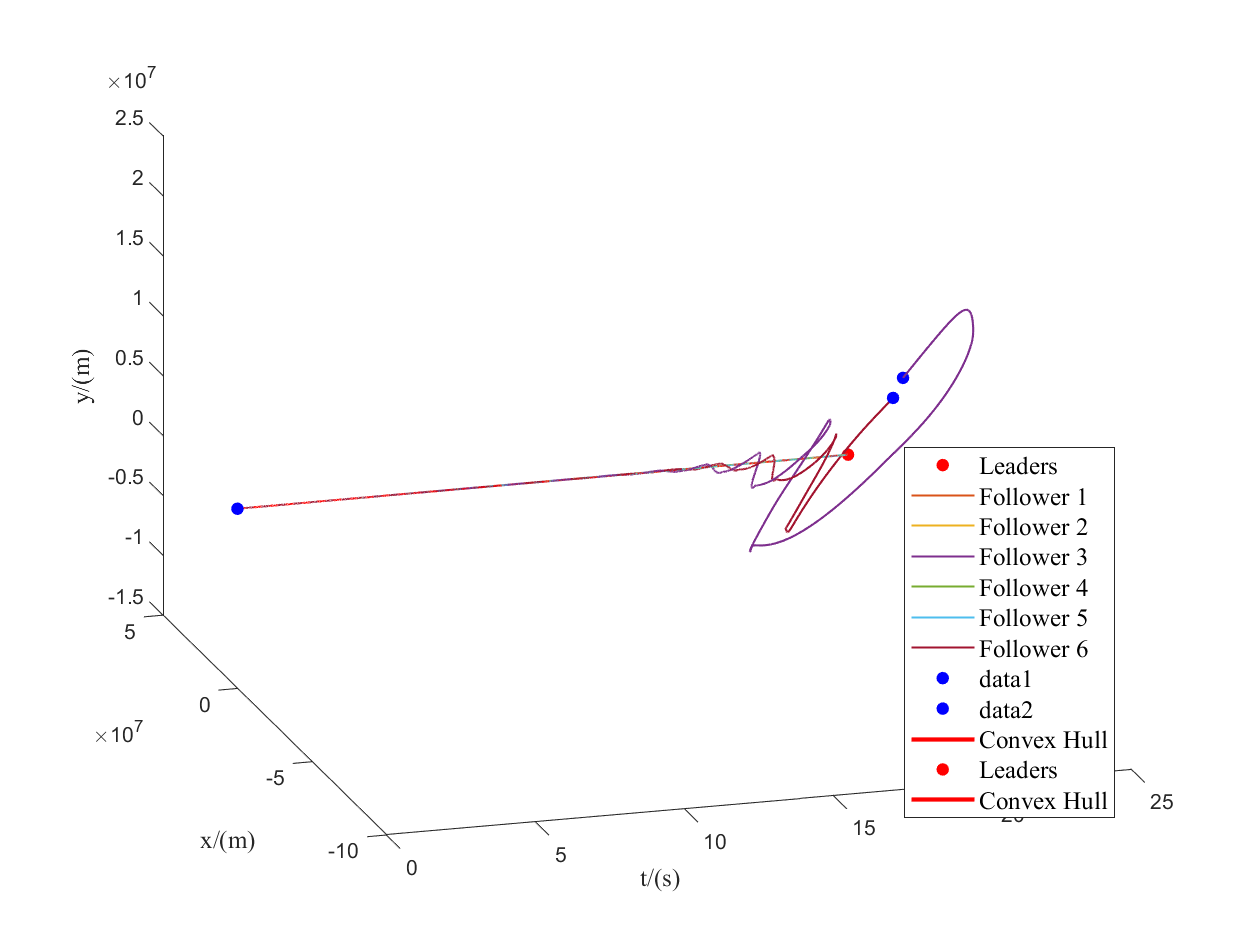 ×10^7
2.5
2
1.5
1
0.5
0
-0.5
-1
-1.5
y/(m)
5
0
-5
-10
×10^7
x/(m)
0
5
10
15
20
25
t/(s)
Leaders
Follower 1
Follower 2
Follower 3
Follower 4
Follower 5
Follower 6
data1
data2
Convex Hull
Leaders
Convex Hull